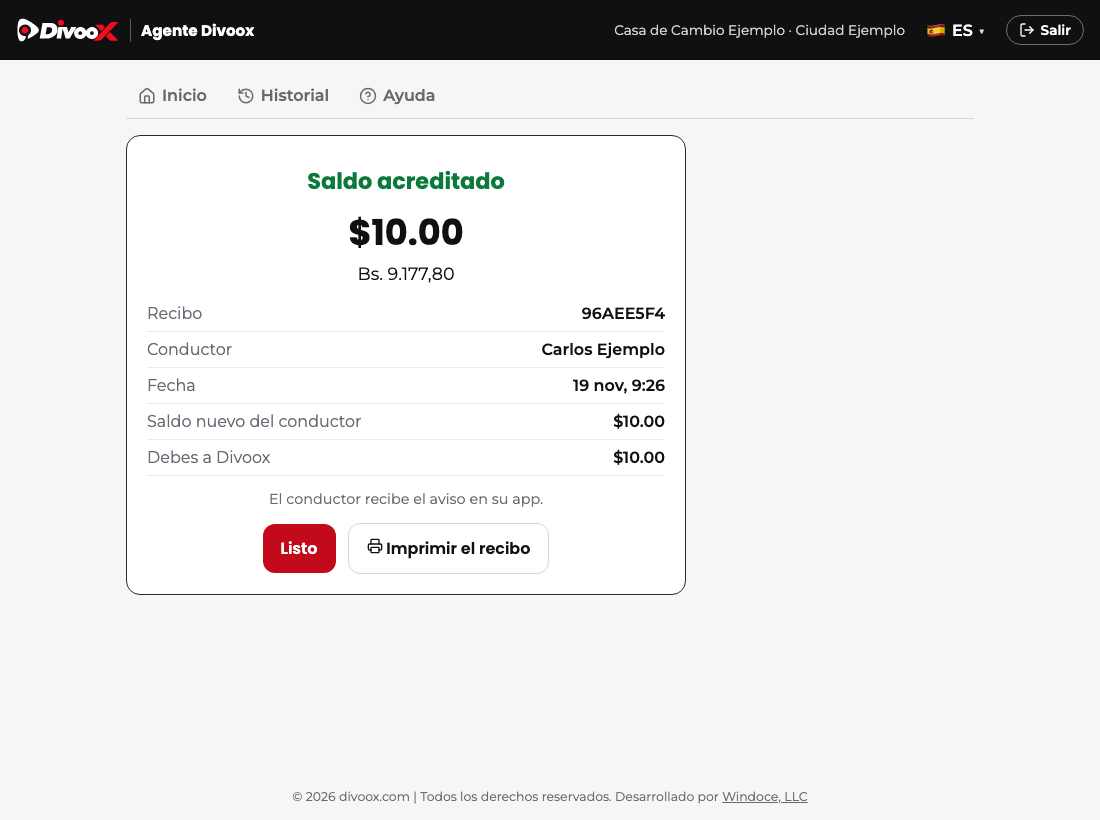 DivooX
Agente Divoox
Casa de Cambio Ejemplo · Ciudad Ejemplo
ES ▾
Salir
Inicio
Historial
Ayuda
Saldo acreditado
$10.00
Bs. 9.177,80
Recibo 96AEE5F4
Conductor Carlos Ejemplo
Fecha 19 nov, 9:26
Saldo nuevo del conductor $10.00
Debes a Divoox $10.00
El conductor recibe el aviso en su app.
Listo
Imprimir el recibo
© 2026 divoox.com | Todos los derechos reservados. Desarrollado por Windoce, LLC